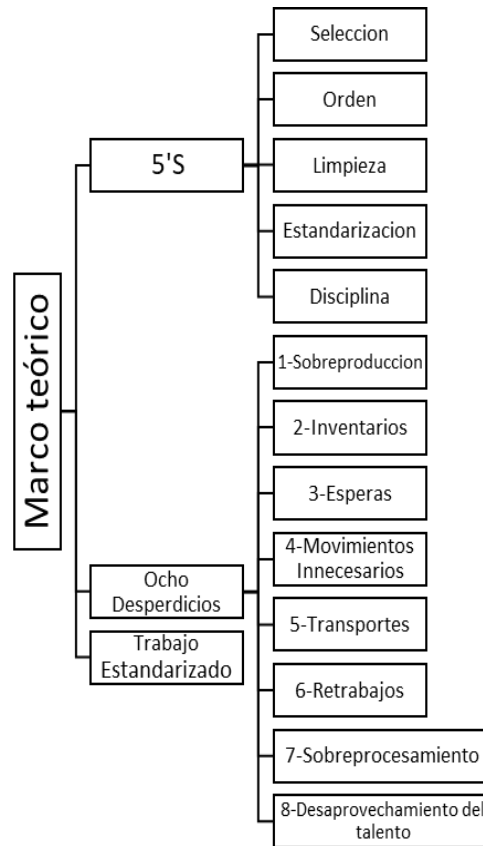 Marco teórico
5'S
Seleccion
Orden
Limpieza
Estandarizacion
Disciplina
Ocho
Desperdicios
1-Sobreproduccion
2-Inventarios
3-Esperas
4-Movimientos
Innecesarios
5-Transportes
6-Retrabajos
7-Sobreprocesamiento
8-Desaprovechamiento del
talento
Trabajo
Estandarizado